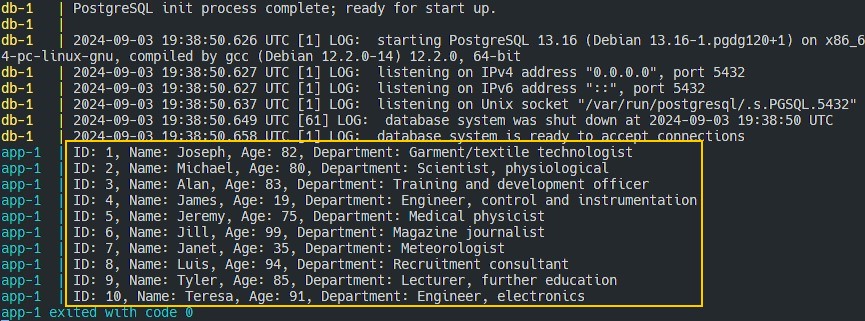 db-1   | PostgreSQL init process complete; ready for start up.
db-1   |
db-1   | 2024-09-03 19:38:50.626 UTC [1] LOG:  starting PostgreSQL 13.16 (Debian 13.16-1.pgdg120+1) on x86_6
4-pc-linux-gnu, compiled by gcc (Debian 12.2.0-14) 12.2.0, 64-bit
db-1   | 2024-09-03 19:38:50.627 UTC [1] LOG:  listening on IPv4 address "0.0.0.0", port 5432
db-1   | 2024-09-03 19:38:50.627 UTC [1] LOG:  listening on IPv6 address "::", port 5432
db-1   | 2024-09-03 19:38:50.637 UTC [1] LOG:  listening on Unix socket "/var/run/postgresql/.s.PGSQL.5432"
db-1   | 2024-09-03 19:38:50.649 UTC [61] LOG:  database system was shut down at 2024-09-03 19:38:50 UTC
db-1   | 2024-09-03 19:38:50.658 UTC [1] LOG:  database system is ready to accept connections
app-1  | ID: 1, Name: Joseph, Age: 82, Department: Garment/textile technologist
app-1  | ID: 2, Name: Michael, Age: 80, Department: Scientist, physiological
app-1  | ID: 3, Name: Alan, Age: 83, Department: Training and development officer
app-1  | ID: 4, Name: James, Age: 19, Department: Engineer, control and instrumentation
app-1  | ID: 5, Name: Jeremy, Age: 75, Department: Medical physicist
app-1  | ID: 6, Name: Jill, Age: 99, Department: Magazine journalist
app-1  | ID: 7, Name: Janet, Age: 35, Department: Meteorologist
app-1  | ID: 8, Name: Luis, Age: 94, Department: Recruitment consultant
app-1  | ID: 9, Name: Tyler, Age: 85, Department: Lecturer, further education
app-1  | ID: 10, Name: Teresa, Age: 91, Department: Engineer, electronics
app-1 exited with code 0